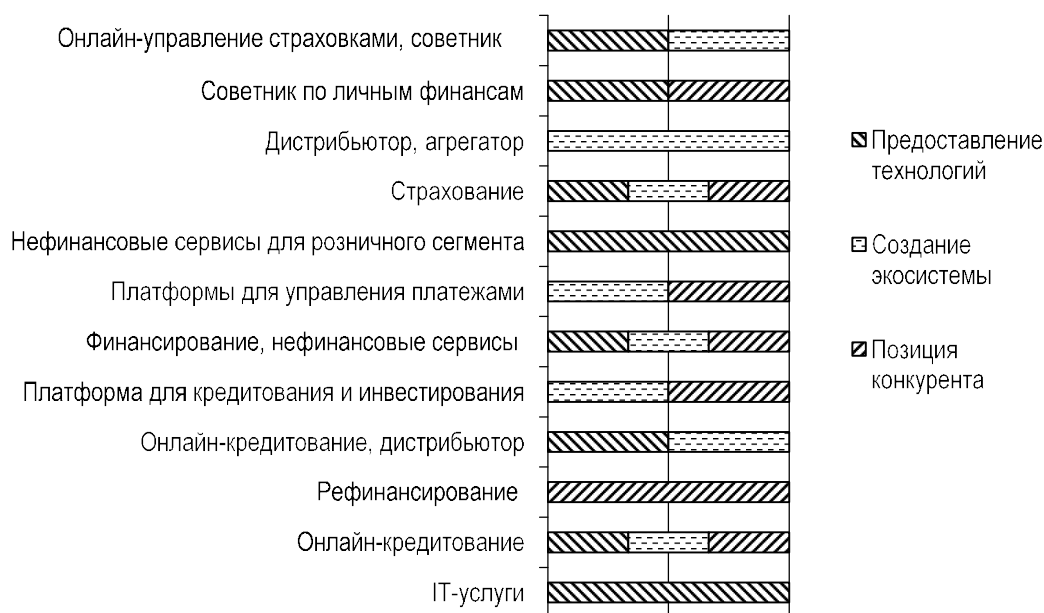 Онлайн-управление страховками, советник
Советник по личным финансам
Дистрибьютор, агрегатор
Страхование
Нефинансовые сервисы для розничного сегмента
Платформы для управления платежами
Финансирование, нефинансовые сервисы
Платформа для кредитования и инвестирования
Онлайн-кредитование, дистрибьютор
Рефинансирование
Онлайн-кредитование
IT-услуги
Предоставление
технологий
Создание
экосистемы
Позиция
конкурента